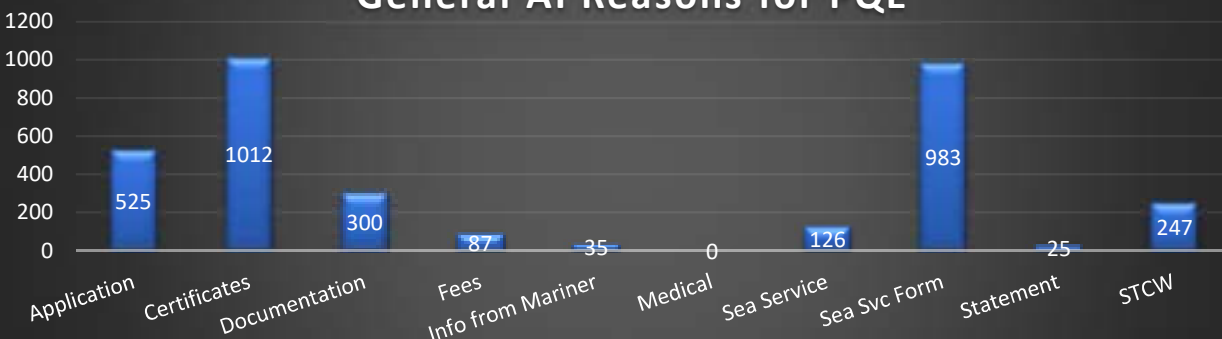 General AI Reasons for PQE
1200
1000
800
600
400
200
0
525
1012
300
87
35
0
126
983
25
247
Application
Certificates
Documentation
Fees
Info from Mariner
Medical
Sea Service
Sea Svc Form
Statement
STCW